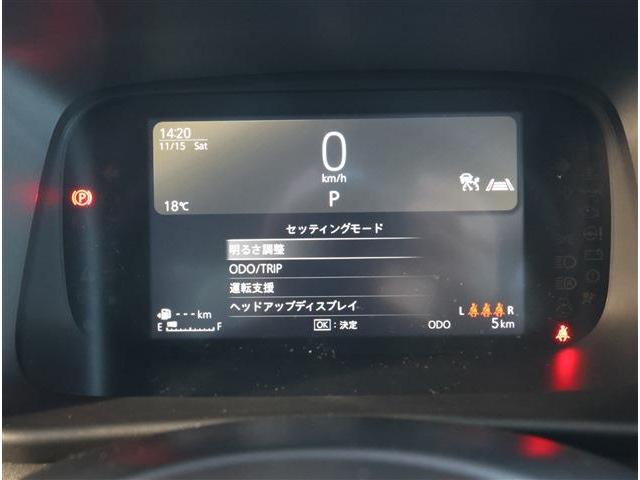 14:20
11/15 Sat
0
km/h
P
18℃
セッティングモード
明るさ調整
ODO/TRIP
運転支援
ヘッドアップディスプレイ
---km
L R
E F
OK : 決定
ODO 5km
(P)